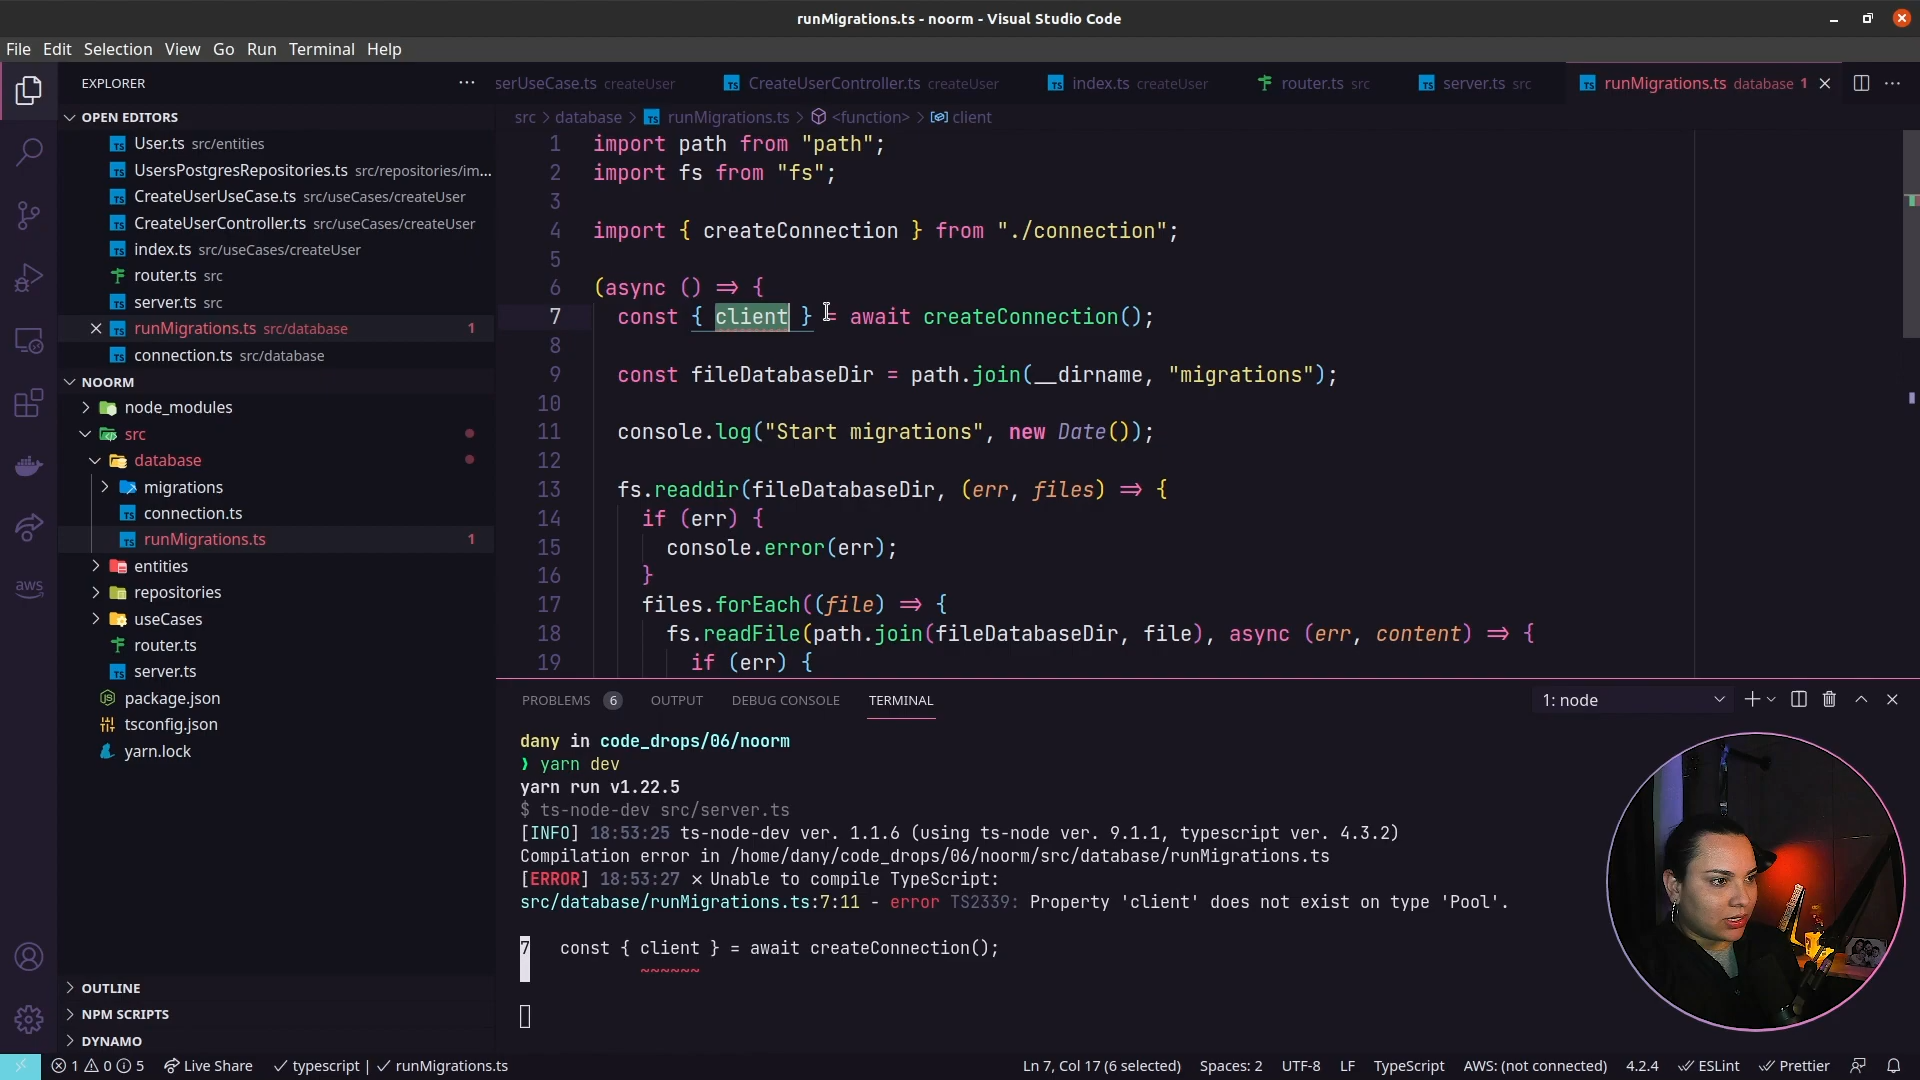 runMigrations.ts - noorm - Visual Studio Code
File Edit Selection View Go Run Terminal Help
EXPLORER
OPEN EDITORS
User.ts src/entities
UsersPostgresRepositories.ts src/repositories/im...
CreateUserUseCase.ts src/useCases/createUser
CreateUserController.ts src/useCases/createUser
index.ts src/useCases/createUser
router.ts src
server.ts src
runMigrations.ts src/database 1
connection.ts src/database
NOORM
node_modules
src
database
migrations
connection.ts
runMigrations.ts 1
entities
repositories
useCases
router.ts
server.ts
package.json
tsconfig.json
yarn.lock
OUTLINE
NPM SCRIPTS
DYNAMO
aws
serUseCase.ts createUser CreateUserController.ts createUser index.ts createUser router.ts src server.ts src runMigrations.ts database 1
src > database > runMigrations.ts > <function> > client
1 import path from "path";
2 import fs from "fs";
3
4 import { createConnection } from "./connection";
5
6 (async () => {
7 const { client } = await createConnection();
8
9 const fileDatabaseDir = path.join(__dirname, "migrations");
10
11 console.log("Start migrations", new Date());
12
13 fs.readdir(fileDatabaseDir, (err, files) => {
14 if (err) {
15 console.error(err);
16 }
17 files.forEach((file) => {
18 fs.readFile(path.join(fileDatabaseDir, file), async (err, content) => {
19 if (err) {
PROBLEMS 6 OUTPUT DEBUG CONSOLE TERMINAL 1: node
dany in code_drops/06/noorm
❯ yarn dev
yarn run v1.22.5
$ ts-node-dev src/server.ts
[INFO] 18:53:25 ts-node-dev ver. 1.1.6 (using ts-node ver. 9.1.1, typescript ver. 4.3.2)
Compilation error in /home/dany/code_drops/06/noorm/src/database/runMigrations.ts
[ERROR] 18:53:27 ⨯ Unable to compile TypeScript:
src/database/runMigrations.ts:7:11 - error TS2339: Property 'client' does not exist on type 'Pool'.
7 const { client } = await createConnection();
~~~~~~
1 0 5 Live Share typescript | runMigrations.ts Ln 7, Col 17 (6 selected) Spaces: 2 UTF-8 LF TypeScript AWS: (not connected) 4.2.4 ESLint Prettier